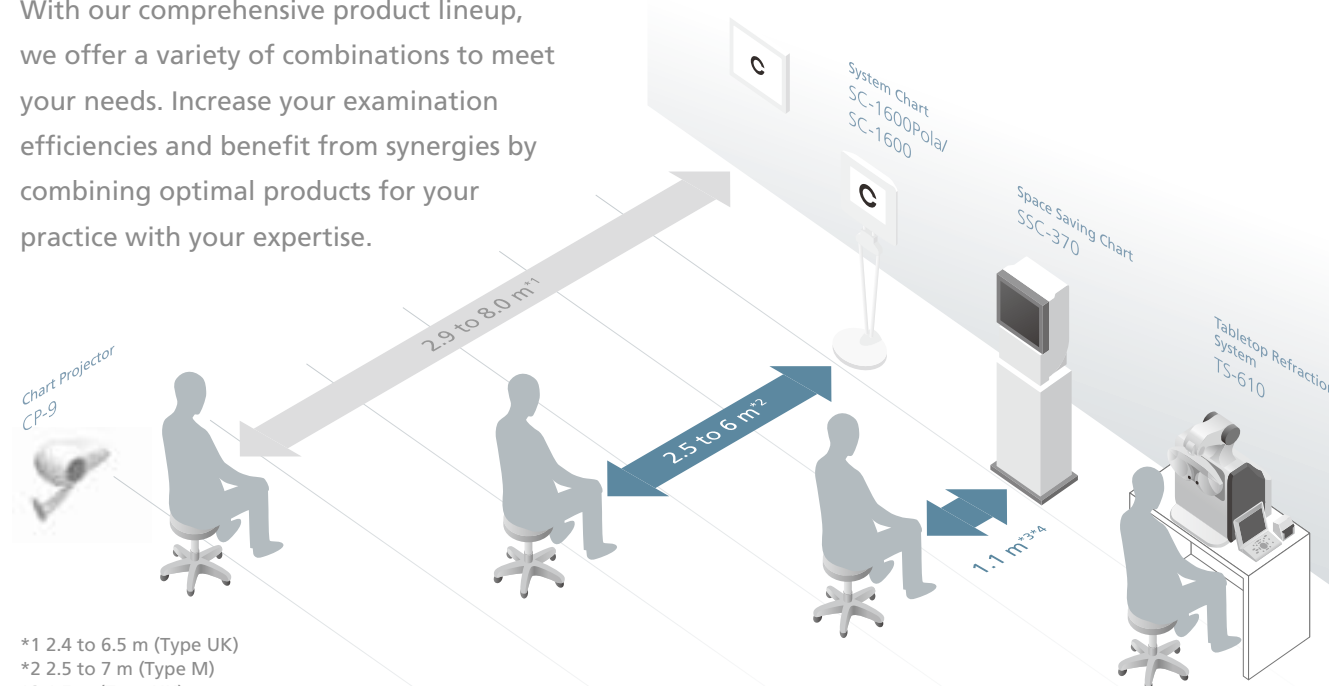 With our comprehensive product lineup,
we offer a variety of combinations to meet
your needs. Increase your examination
efficiencies and benefit from synergies by
combining optimal products for your
practice with your expertise.
System Chart
SC-1600Pola/
SC-1600
Space Saving Chart
SSC-370
Tabletop Refraction
System
TS-610
Chart Projector
CP-9
2.9 to 8.0 m*1
2.5 to 6 m*2
1.1 m*3*4
*1 2.4 to 6.5 m (Type UK)
*2 2.5 to 7 m (Type M)